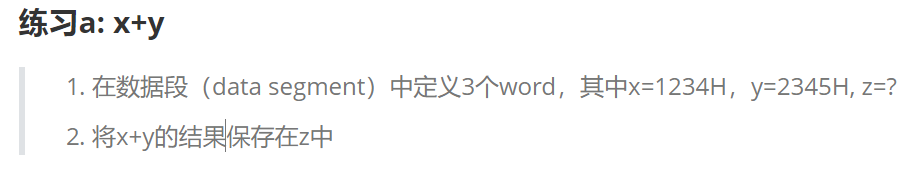 练习a: x+y
1. 在数据段（data segment）中定义3个word，其中x=1234H，y=2345H, z=?
2. 将x+y的结果保存在z中